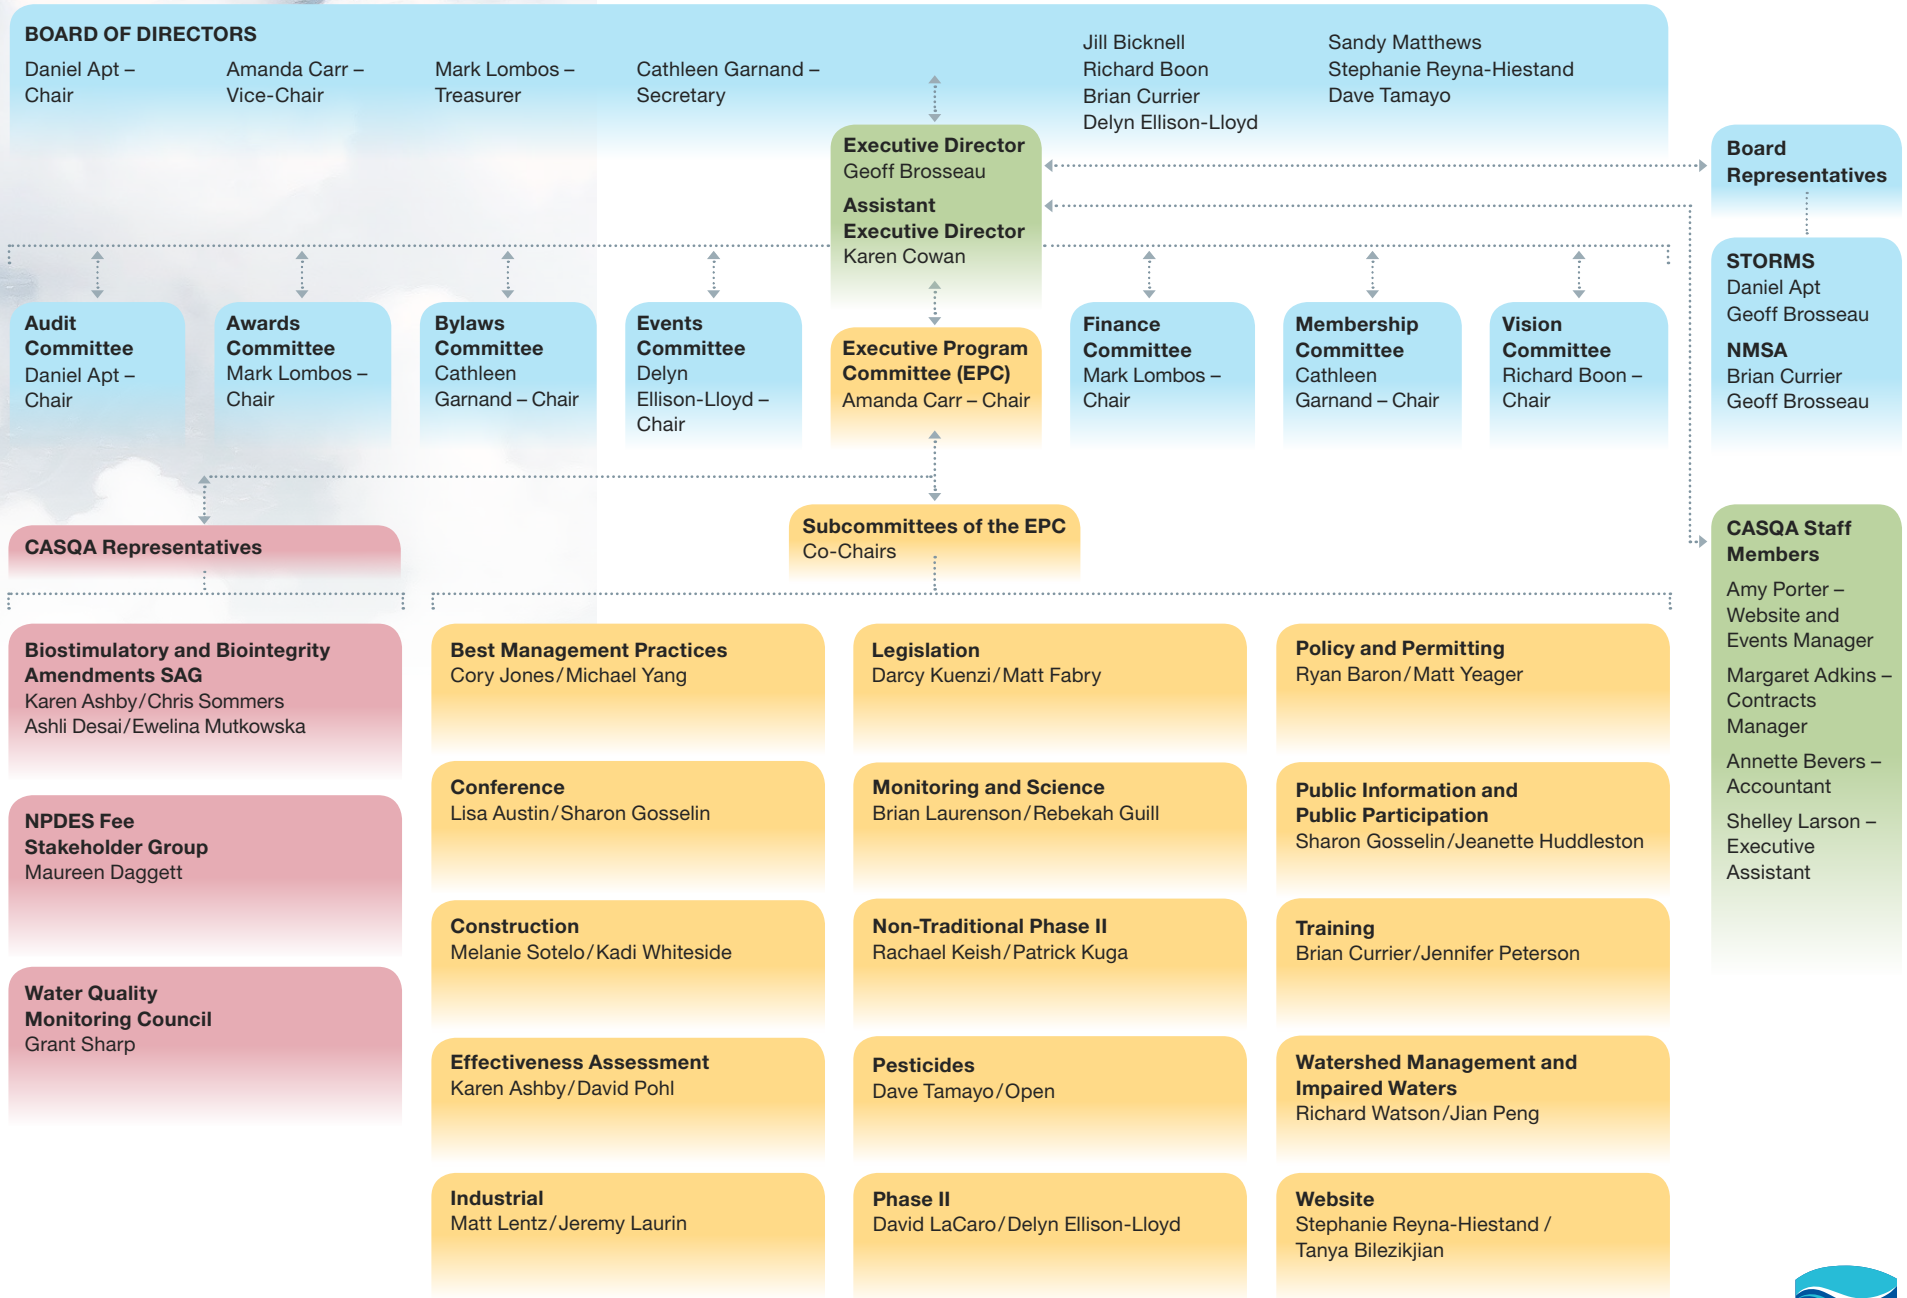 BOARD OF DIRECTORS
Daniel Apt –
Chair
Amanda Carr –
Vice-Chair
Mark Lombos –
Treasurer
Cathleen Garnand –
Secretary
Jill Bicknell
Richard Boon
Brian Currier
Delyn Ellison-Lloyd
Sandy Matthews
Stephanie Reyna-Hiestand
Dave Tamayo
Executive Director
Geoff Brosseau
Assistant
Executive Director
Karen Cowan
Board
Representatives
STORMS
Daniel Apt
Geoff Brosseau
NMSA
Brian Currier
Geoff Brosseau
Audit
Committee
Daniel Apt –
Chair
Awards
Committee
Mark Lombos –
Chair
Bylaws
Committee
Cathleen
Garnand – Chair
Events
Committee
Delyn
Ellison-Lloyd –
Chair
Executive Program
Committee (EPC)
Amanda Carr – Chair
Finance
Committee
Mark Lombos –
Chair
Membership
Committee
Cathleen
Garnand – Chair
Vision
Committee
Richard Boon –
Chair
CASQA Representatives
Subcommittees of the EPC
Co-Chairs
CASQA Staff
Members
Amy Porter –
Website and
Events Manager
Margaret Adkins –
Contracts
Manager
Annette Bevers –
Accountant
Shelley Larson –
Executive
Assistant
Biostimulatory and Biointegrity
Amendments SAG
Karen Ashby/Chris Sommers
Ashli Desai/Ewelina Mutkowska
NPDES Fee
Stakeholder Group
Maureen Daggett
Water Quality
Monitoring Council
Grant Sharp
Best Management Practices
Cory Jones/Michael Yang
Conference
Lisa Austin/Sharon Gosselin
Construction
Melanie Sotelo/Kadi Whiteside
Effectiveness Assessment
Karen Ashby/David Pohl
Industrial
Matt Lentz/Jeremy Laurin
Legislation
Darcy Kuenzi/Matt Fabry
Monitoring and Science
Brian Laurenson/Rebekah Guill
Non-Traditional Phase II
Rachael Keish/Patrick Kuga
Pesticides
Dave Tamayo/Open
Phase II
David LaCaro/Delyn Ellison-Lloyd
Policy and Permitting
Ryan Baron/Matt Yeager
Public Information and
Public Participation
Sharon Gosselin/Jeanette Huddleston
Training
Brian Currier/Jennifer Peterson
Watershed Management and
Impaired Waters
Richard Watson/Jian Peng
Website
Stephanie Reyna-Hiestand /
Tanya Bilezikjian